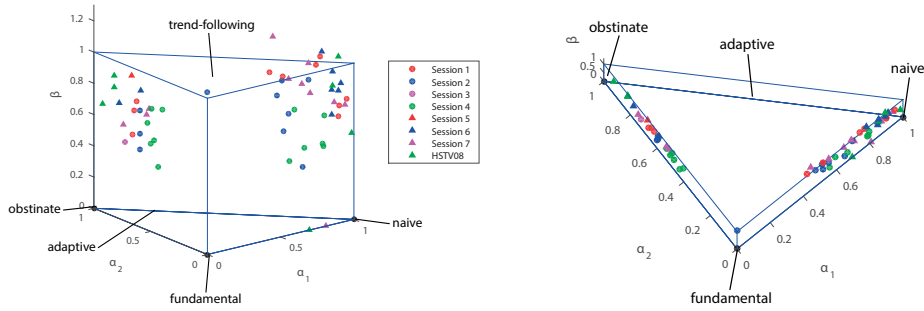 1.2
trend-following
1
0.8
β
0.6
0.4
0.2
0
obstinate
1
adaptive
0.5
α2
0
0
fundamental
0.5
α1
1
naive
Session 1
Session 2
Session 3
Session 4
Session 5
Session 6
Session 7
HSTV08
obstinate
adaptive
β
1
0.5
0
1
0.8
0.6
0.4
0.2
α2
0
0
fundamental
0.2
0.4
0.6
0.8
1
α1
naive